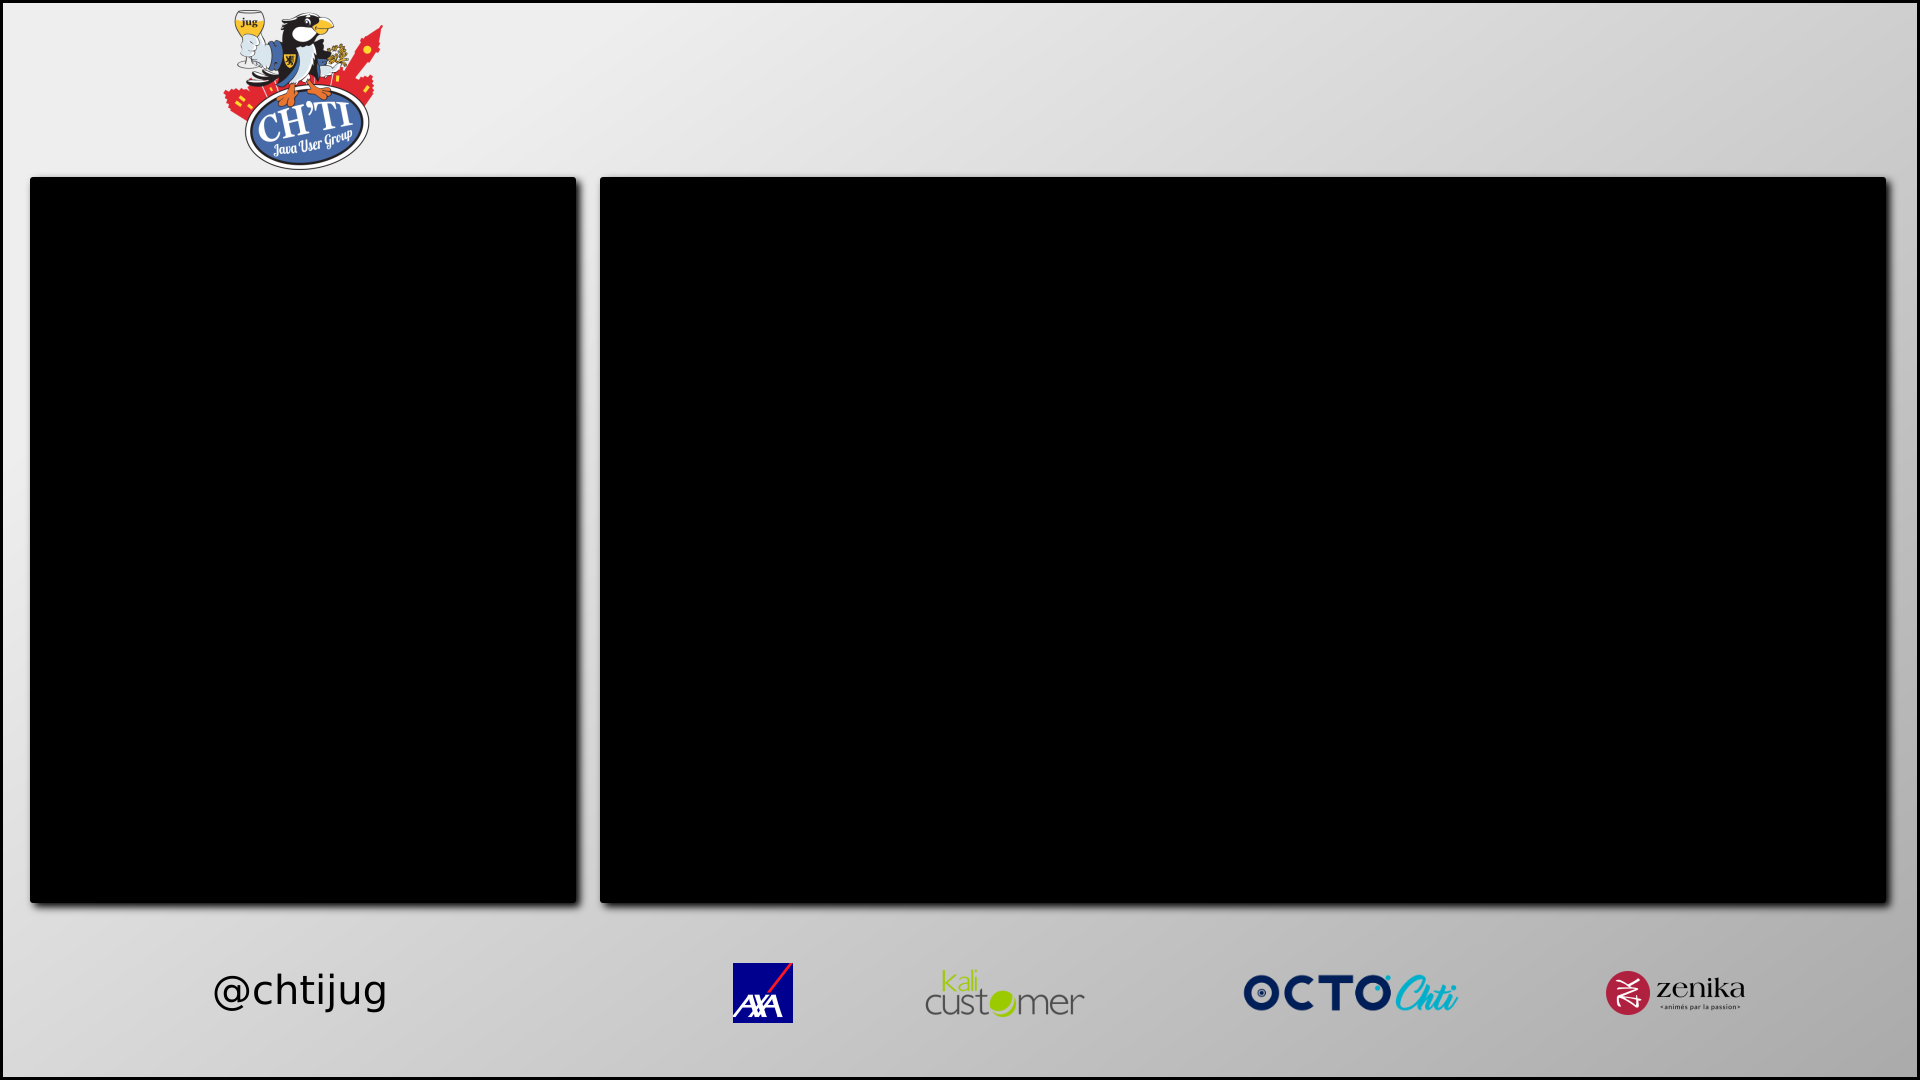 jug
CH'TI
Java User Group
@chtijug
AXA
kali
customer
OCTO Chti
zenika
<animés par la passion>